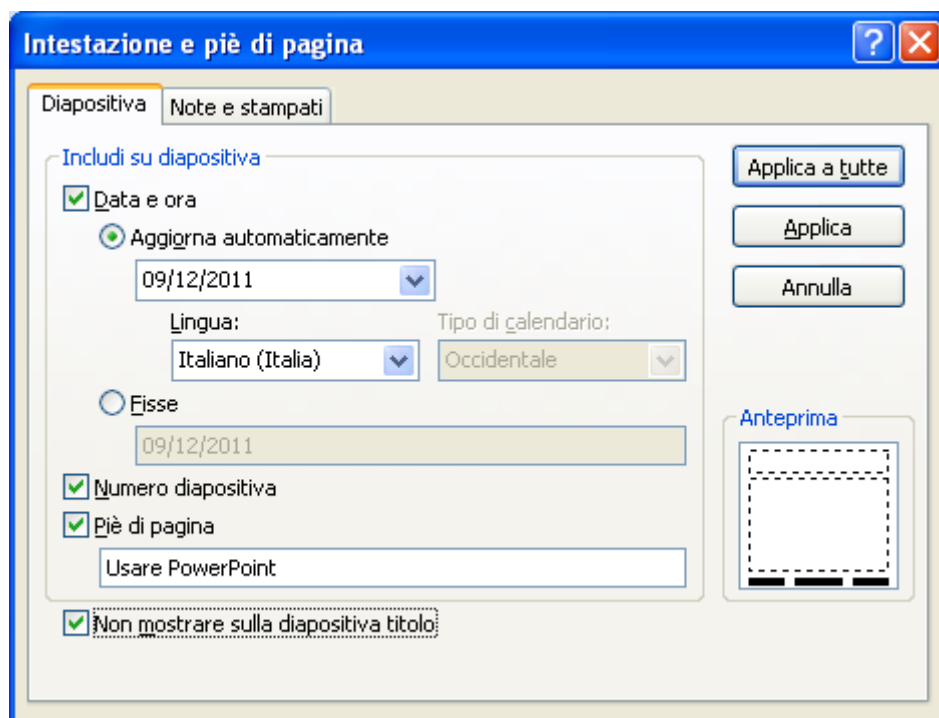 Intestazione e piè di pagina
Diapositiva
Note e stampati
Includi su diapositiva
Data e ora
Aggiorna automaticamente
09/12/2011
Lingua:
Tipo di calendario:
Italiano (Italia)
Occidentale
Fisse
09/12/2011
Numero diapositiva
Piè di pagina
Usare PowerPoint
Non mostrare sulla diapositiva titolo
Applica a tutte
Applica
Annulla
Anteprima